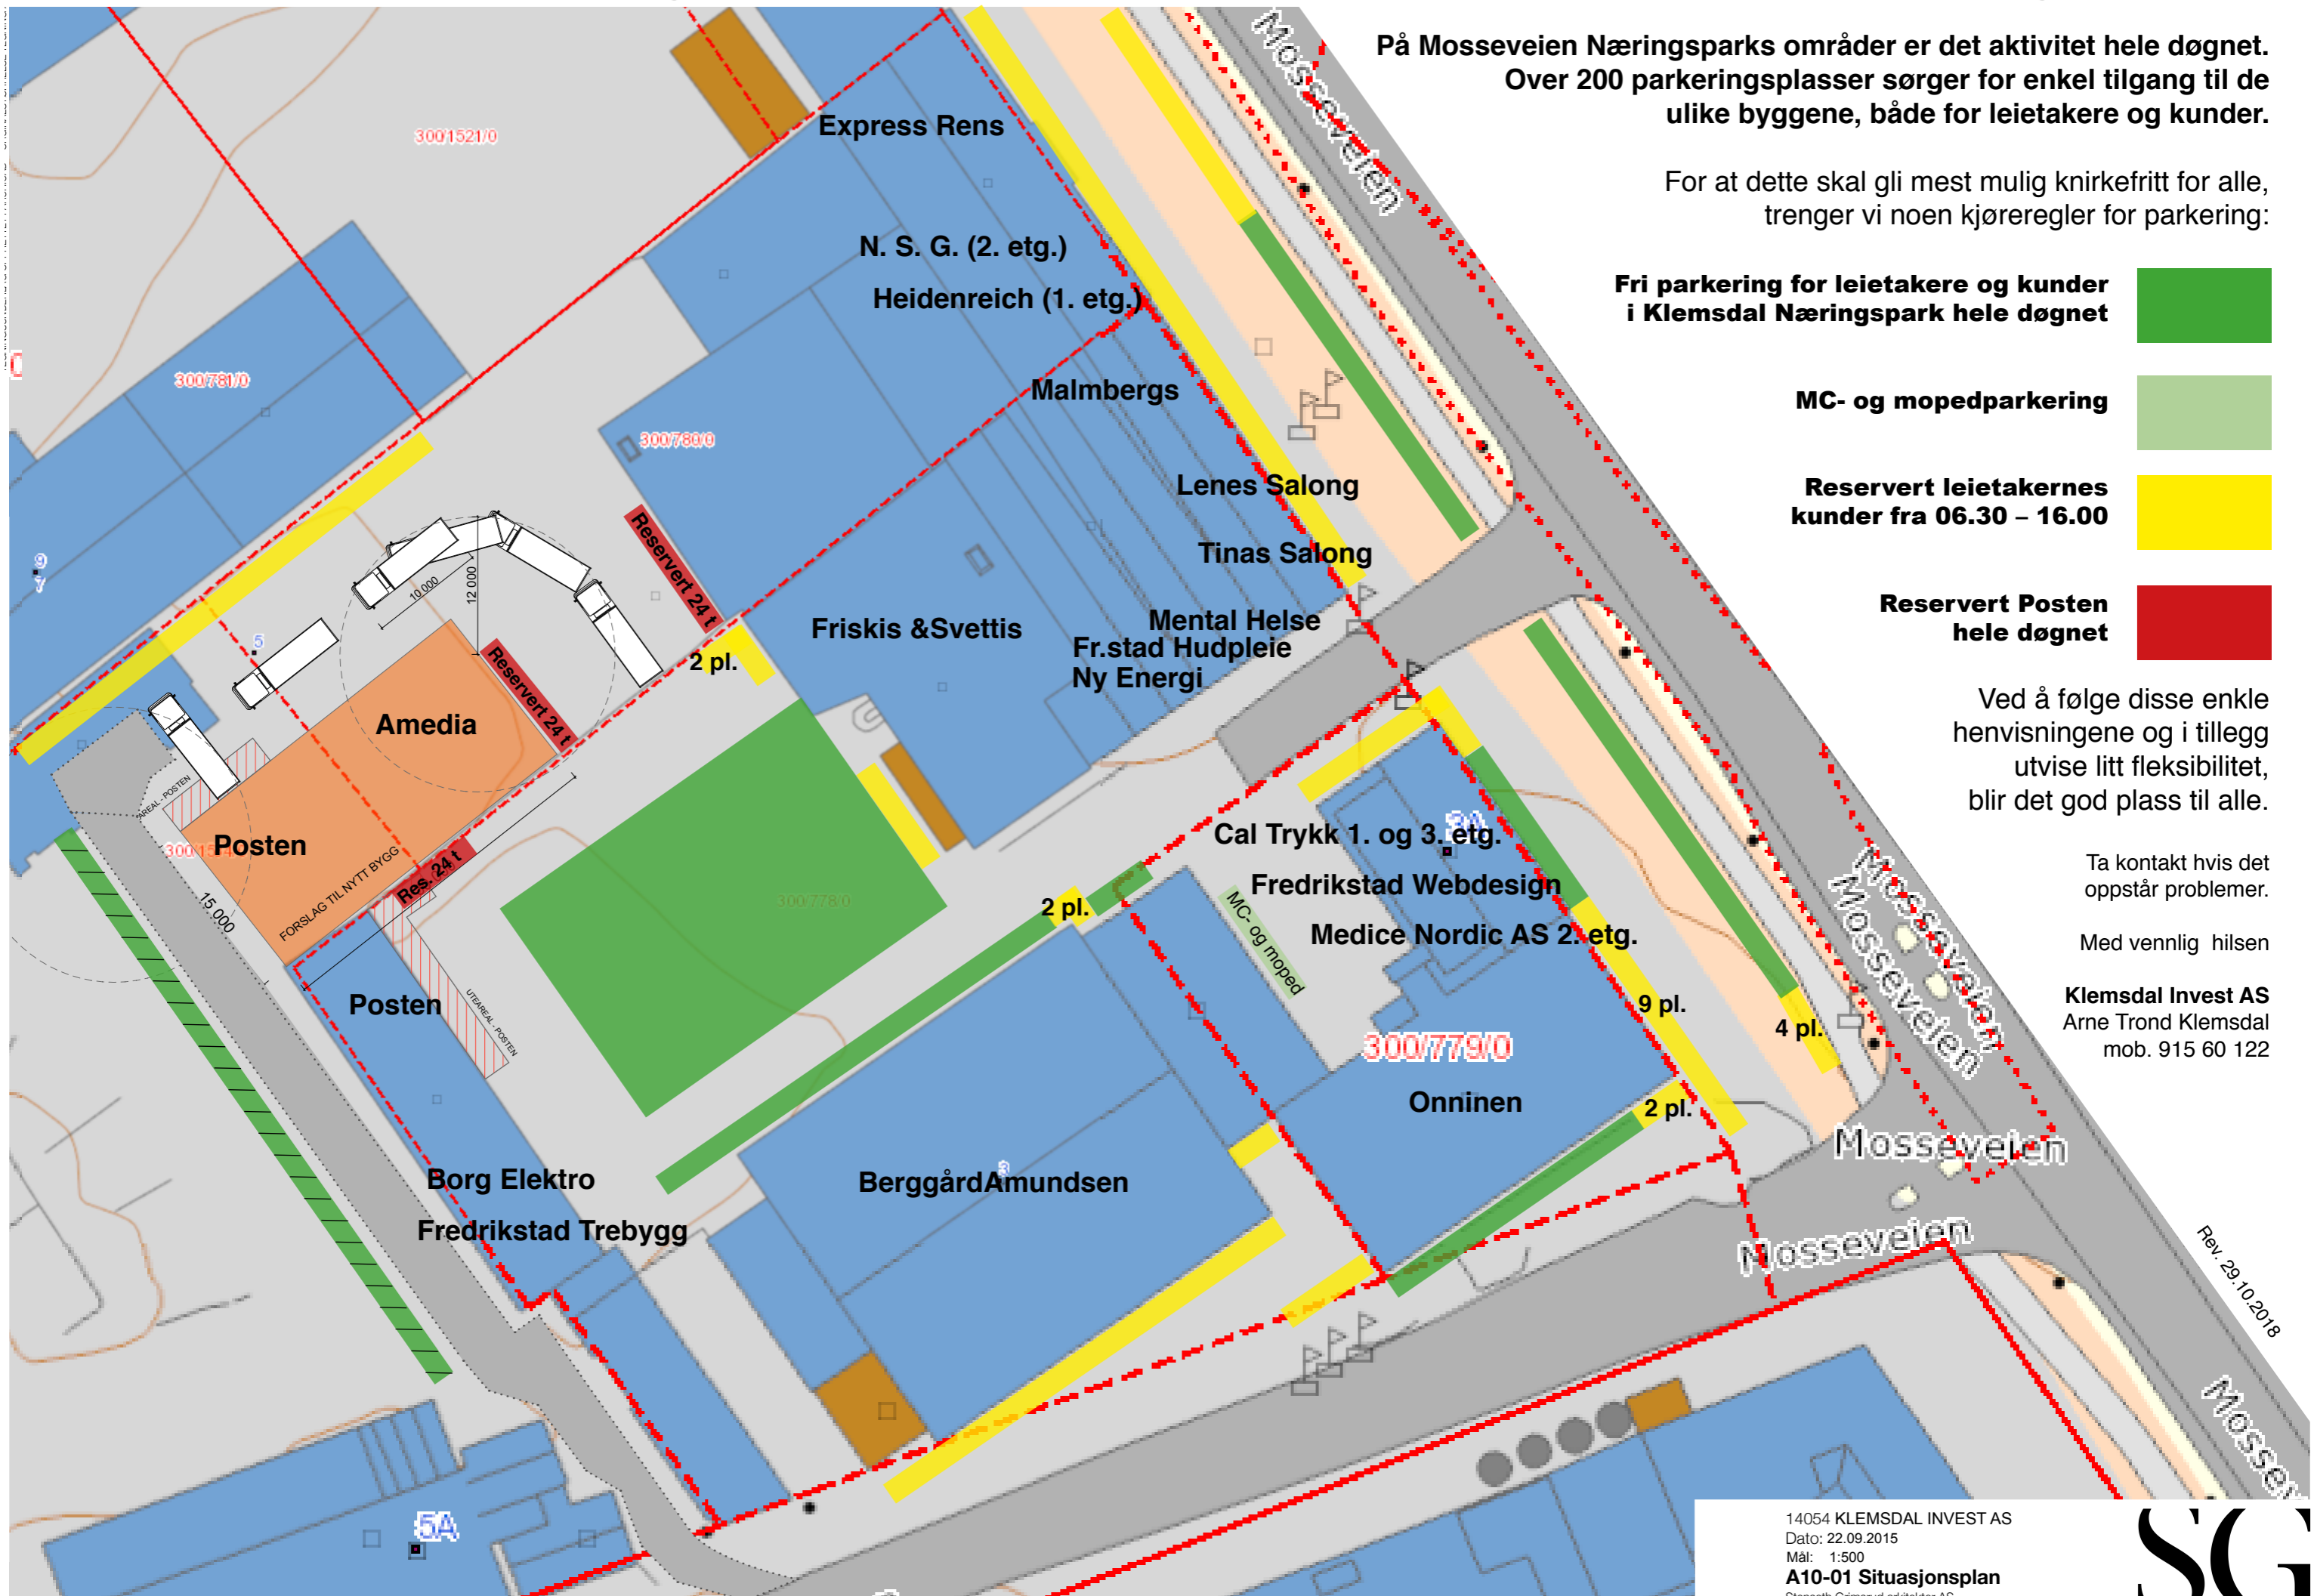 På Mosseveien Næringsparks områder er det aktivitet hele døgnet.
Over 200 parkeringsplasser sørger for enkel tilgang til de
ulike byggene, både for leietakere og kunder.
For at dette skal gli mest mulig knirkefritt for alle,
trenger vi noen kjøreregler for parkering:
Fri parkering for leietakere og kunder
i Klemsdal Næringspark hele døgnet
MC- og mopedparkering
Reservert leietakernes
kunder fra 06.30 – 16.00
Reservert Posten
hele døgnet
Ved å følge disse enkle
henvisningene og i tillegg
utvise litt fleksibilitet,
blir det god plass til alle.
Ta kontakt hvis det
oppstår problemer.
Med vennlig hilsen
Klemsdal Invest AS
Arne Trond Klemsdal
mob. 915 60 122
Rev. 29.10.2018
Mosseveien
Express Rens
300/1521/0
N. S. G. (2. etg.)
Heidenreich (1. etg.)
300/781/0
Malmbergs
300/780/0
Lenes Salong
Reservert 24 t
Tinas Salong
10 000
12 000
5
Friskis &Svettis
Mental Helse
Fr.stad Hudpleie
Ny Energi
2 pl.
Reservert 24 t
Amedia
AREAL - POSTEN
Posten
FORSLAG TIL NYTT BYGG
Res. 24 t
15 000
300/778/0
2 pl.
Cal Trykk 1. og 3. etg.
3A
Fredrikstad Webdesign
MC- og moped
Medice Nordic AS 2. etg.
Posten
UTEAREAL - POSTEN
9 pl.
4 pl.
300/779/0
Onninen
2 pl.
Mosseveien
Mosseveien
Mosseveien
Mosseveien
Borg Elektro
BerggårdAmundsen
3
Fredrikstad Trebygg
5A
14054 KLEMSDAL INVEST AS
Dato: 22.09.2015
Mål: 1:500
A10-01 Situasjonsplan
SG